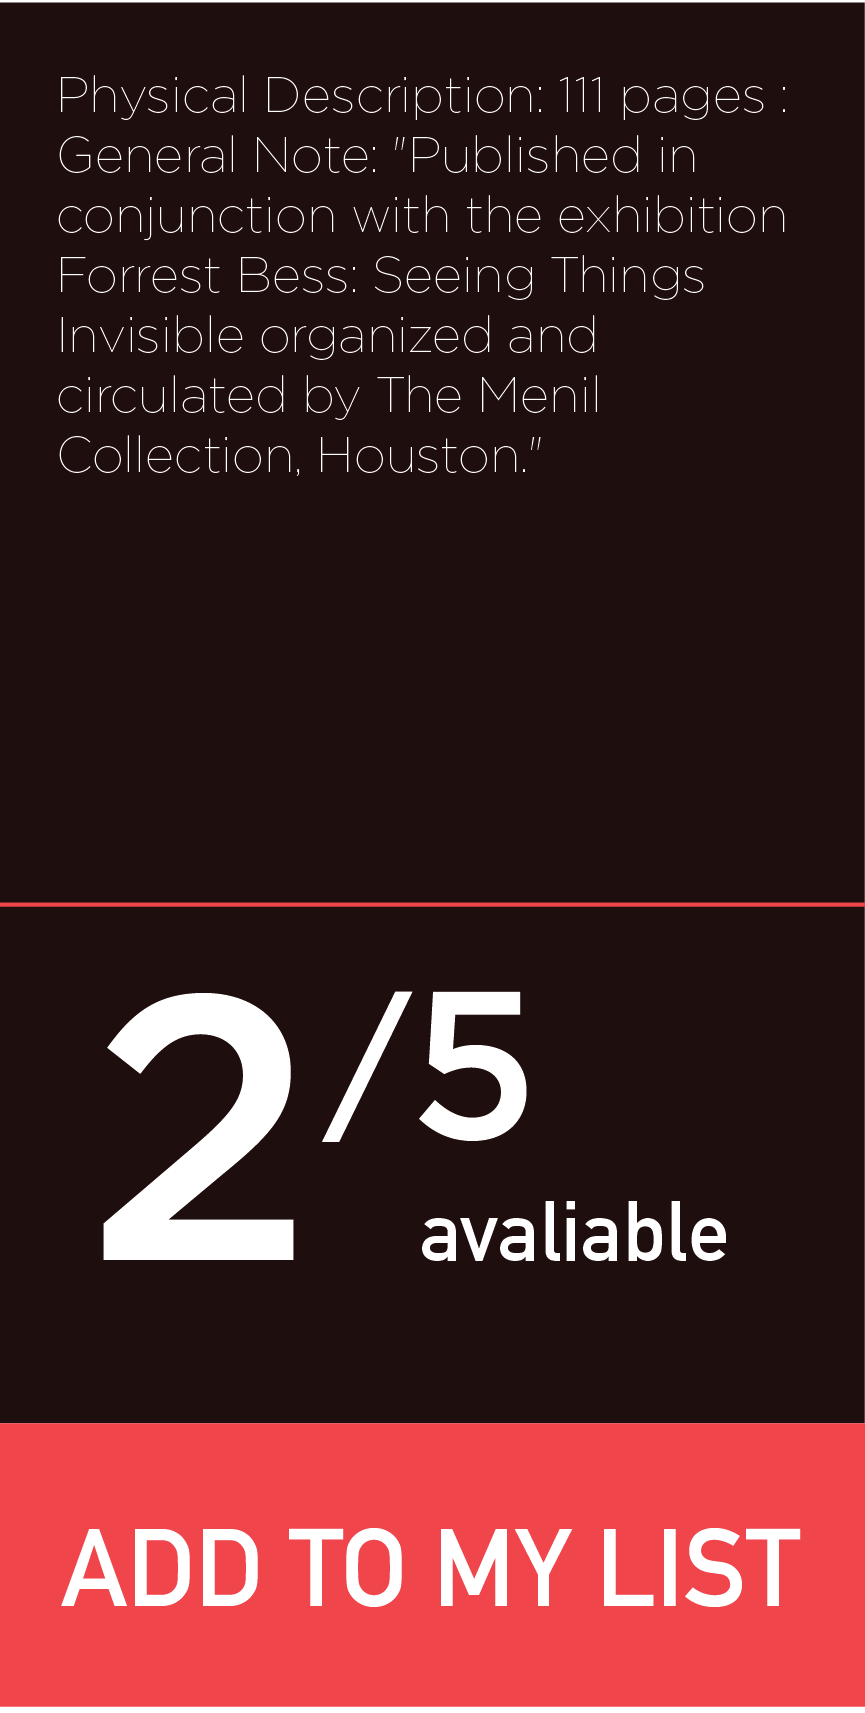 Physical Description: 111 pages :
General Note: "Published in
conjunction with the exhibition
Forrest Bess: Seeing Things
Invisible organized and
circulated by The Menil
Collection, Houston."
2/5
avaliable
ADD TO MY LIST